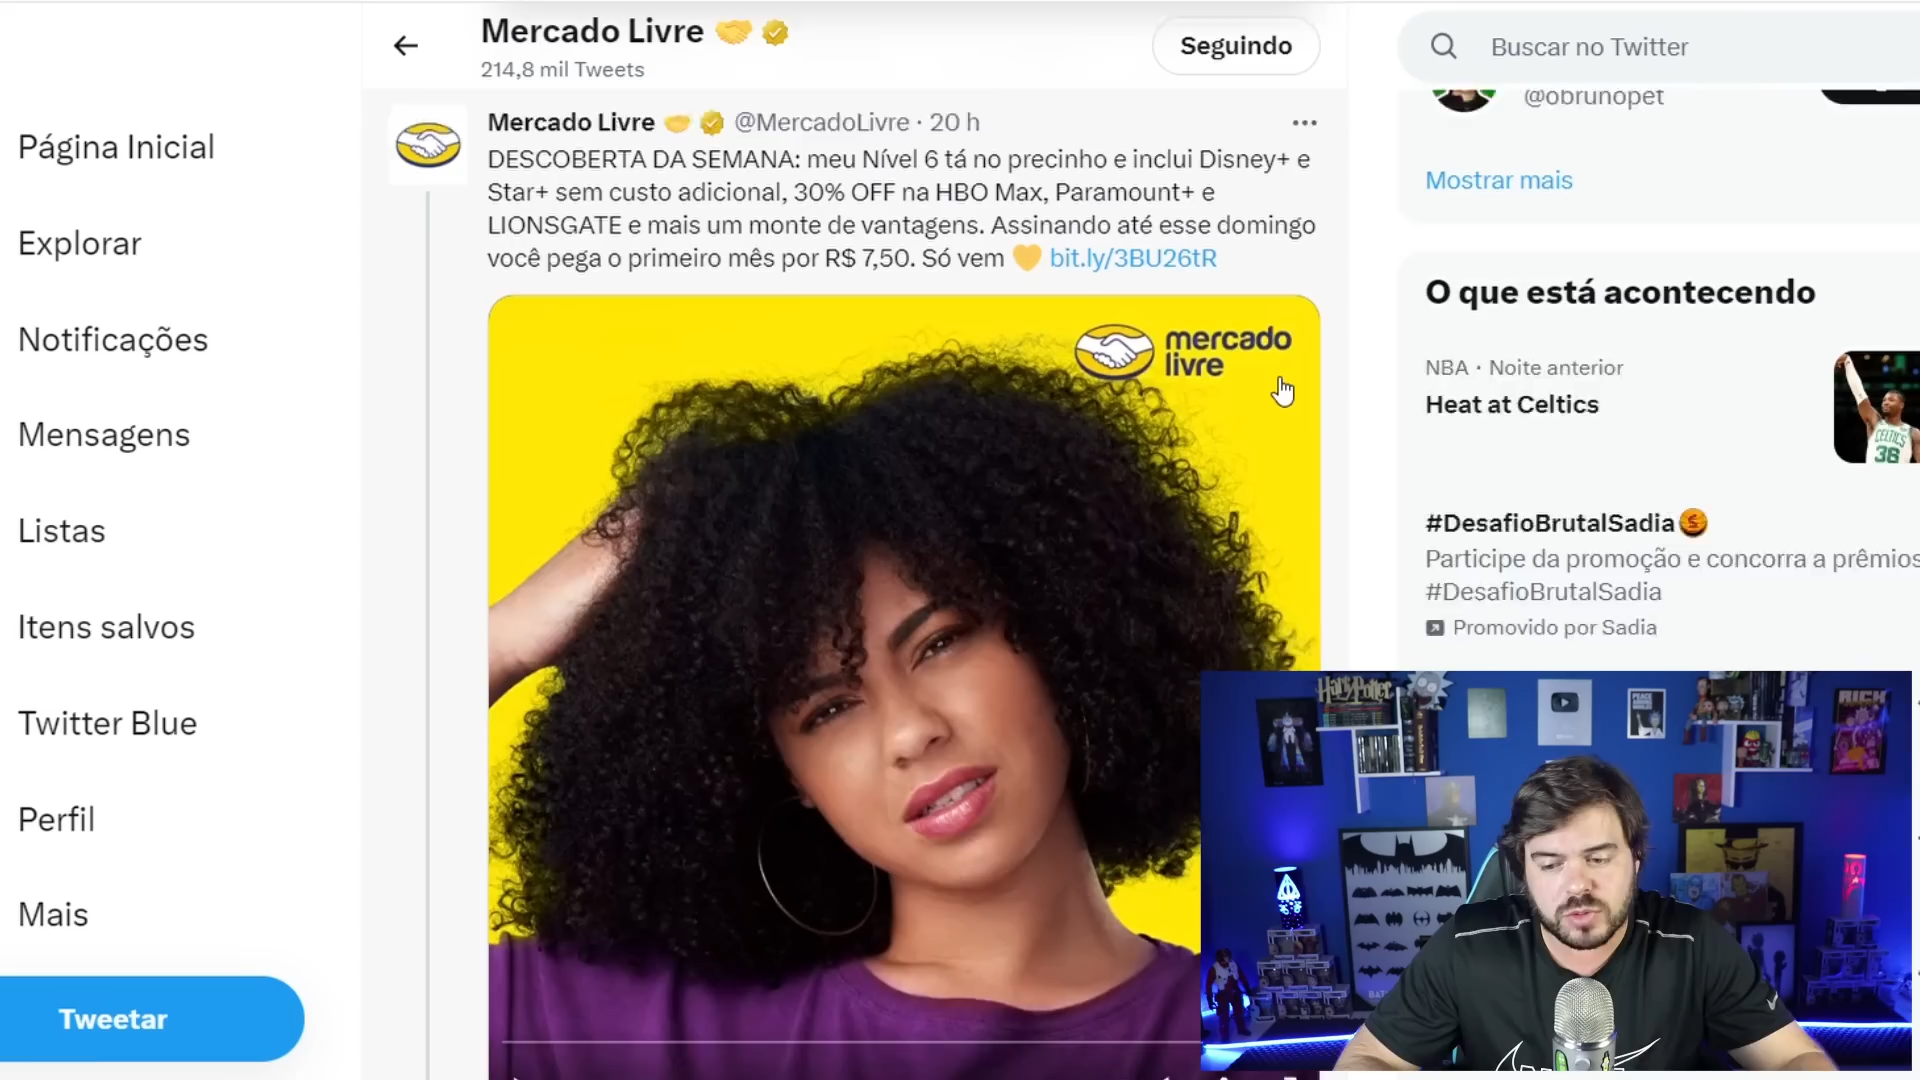 Mercado Livre
214,8 mil Tweets
Seguindo
Buscar no Twitter
@obrunopet
Mostrar mais
Página Inicial
Explorar
Notificações
Mensagens
Listas
Itens salvos
Twitter Blue
Perfil
Mais
Tweetar
Mercado Livre @MercadoLivre · 20 h
DESCOBERTA DA SEMANA: meu Nível 6 tá no precinho e inclui Disney+ e
Star+ sem custo adicional, 30% OFF na HBO Max, Paramount+ e
LIONSGATE e mais um monte de vantagens. Assinando até esse domingo
você pega o primeiro mês por R$ 7,50. Só vem 💛 bit.ly/3BU26tR
mercado
livre
O que está acontecendo
NBA · Noite anterior
Heat at Celtics
CELTICS
36
#DesafioBrutalSadia
Participe da promoção e concorra a prêmios
#DesafioBrutalSadia
Promovido por Sadia
Harry Potter
RICK